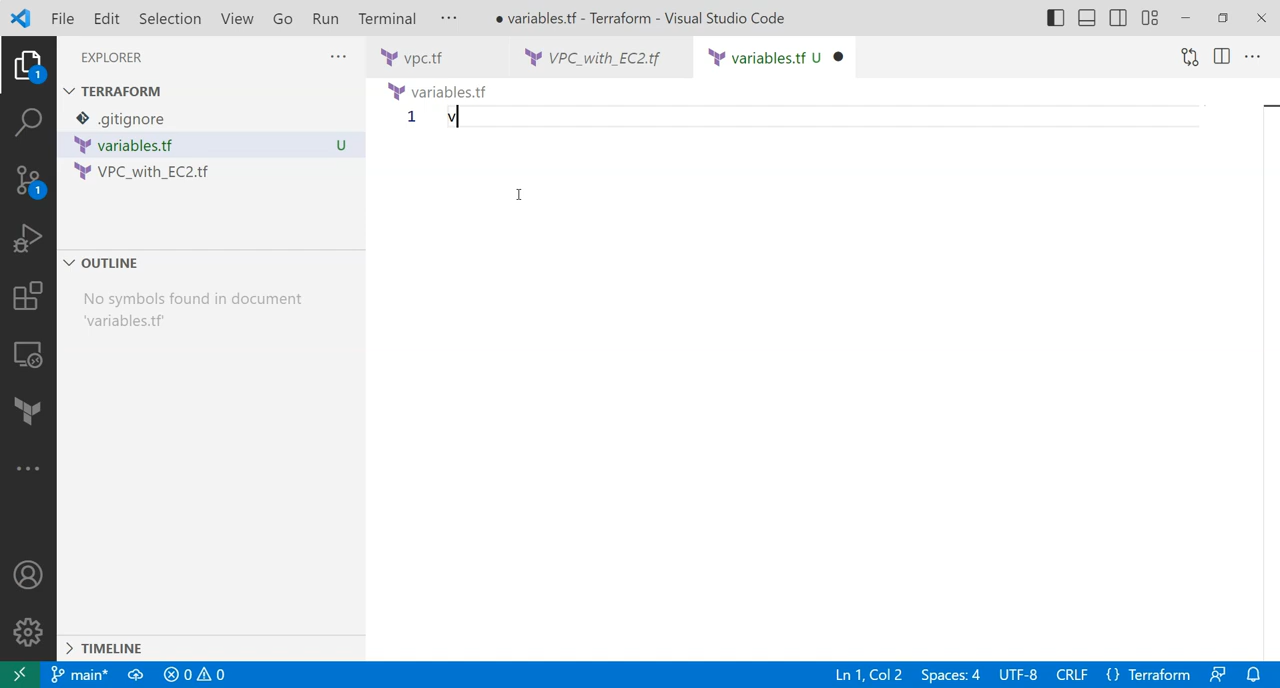 File Edit Selection View Go Run Terminal ··· ● variables.tf - Terraform - Visual Studio Code
EXPLORER ···
vpc.tf VPC_with_EC2.tf variables.tf U ● ···
TERRAFORM
variables.tf
.gitignore
1 v
variables.tf U
VPC_with_EC2.tf
OUTLINE
No symbols found in document
'variables.tf'
TIMELINE
1
1
main* 0 0 Ln 1, Col 2 Spaces: 4 UTF-8 CRLF {} Terraform